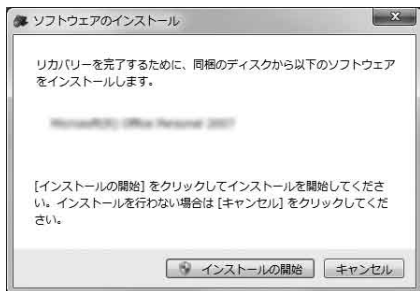 ソフトウェアのインストール
リカバリーを完了するために、同梱のディスクから以下のソフトウェア
をインストールします。
[インストールの開始] をクリックしてインストールを開始してくださ
い。インストールを行わない場合は [キャンセル] をクリックしてくだ
さい。
インストールの開始 キャンセル